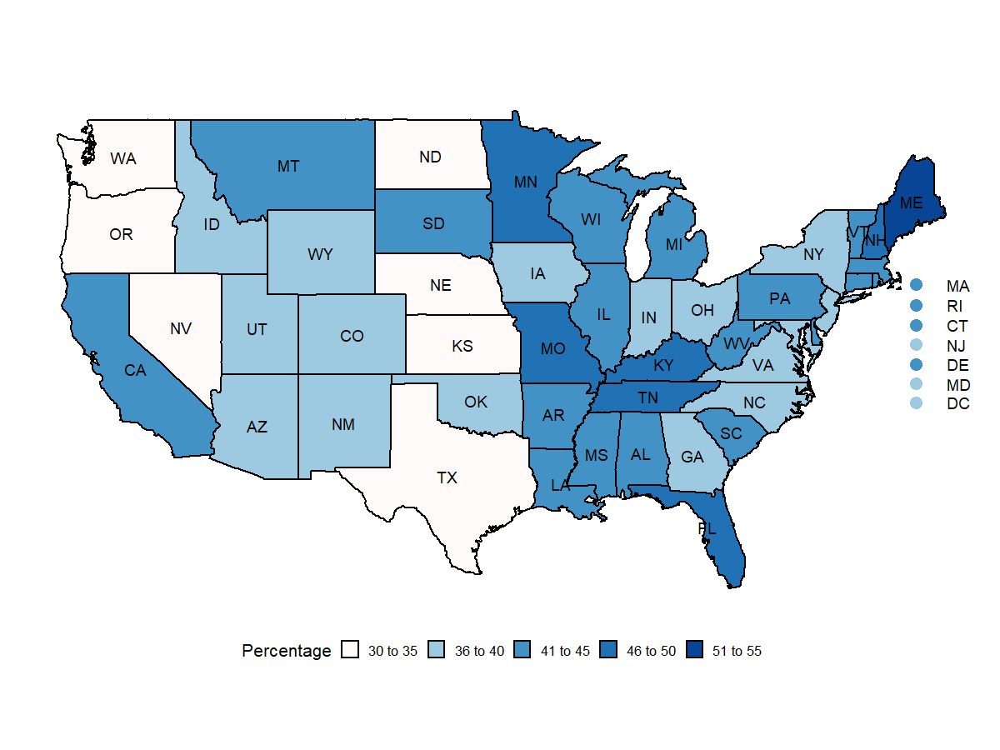 WA
MT
ND
MN
ME
OR
ID
SD
WI
VT
NH
WY
MI
NY
NE
IA
PA
MA
NV
UT
CO
KS
MO
IL
IN
OH
RI
CT
CA
KY
WV
VA
NJ
DE
AZ
NM
OK
AR
TN
NC
MD
DC
TX
LA
MS
AL
GA
SC
FL
Percentage 30 to 35 36 to 40 41 to 45 46 to 50 51 to 55